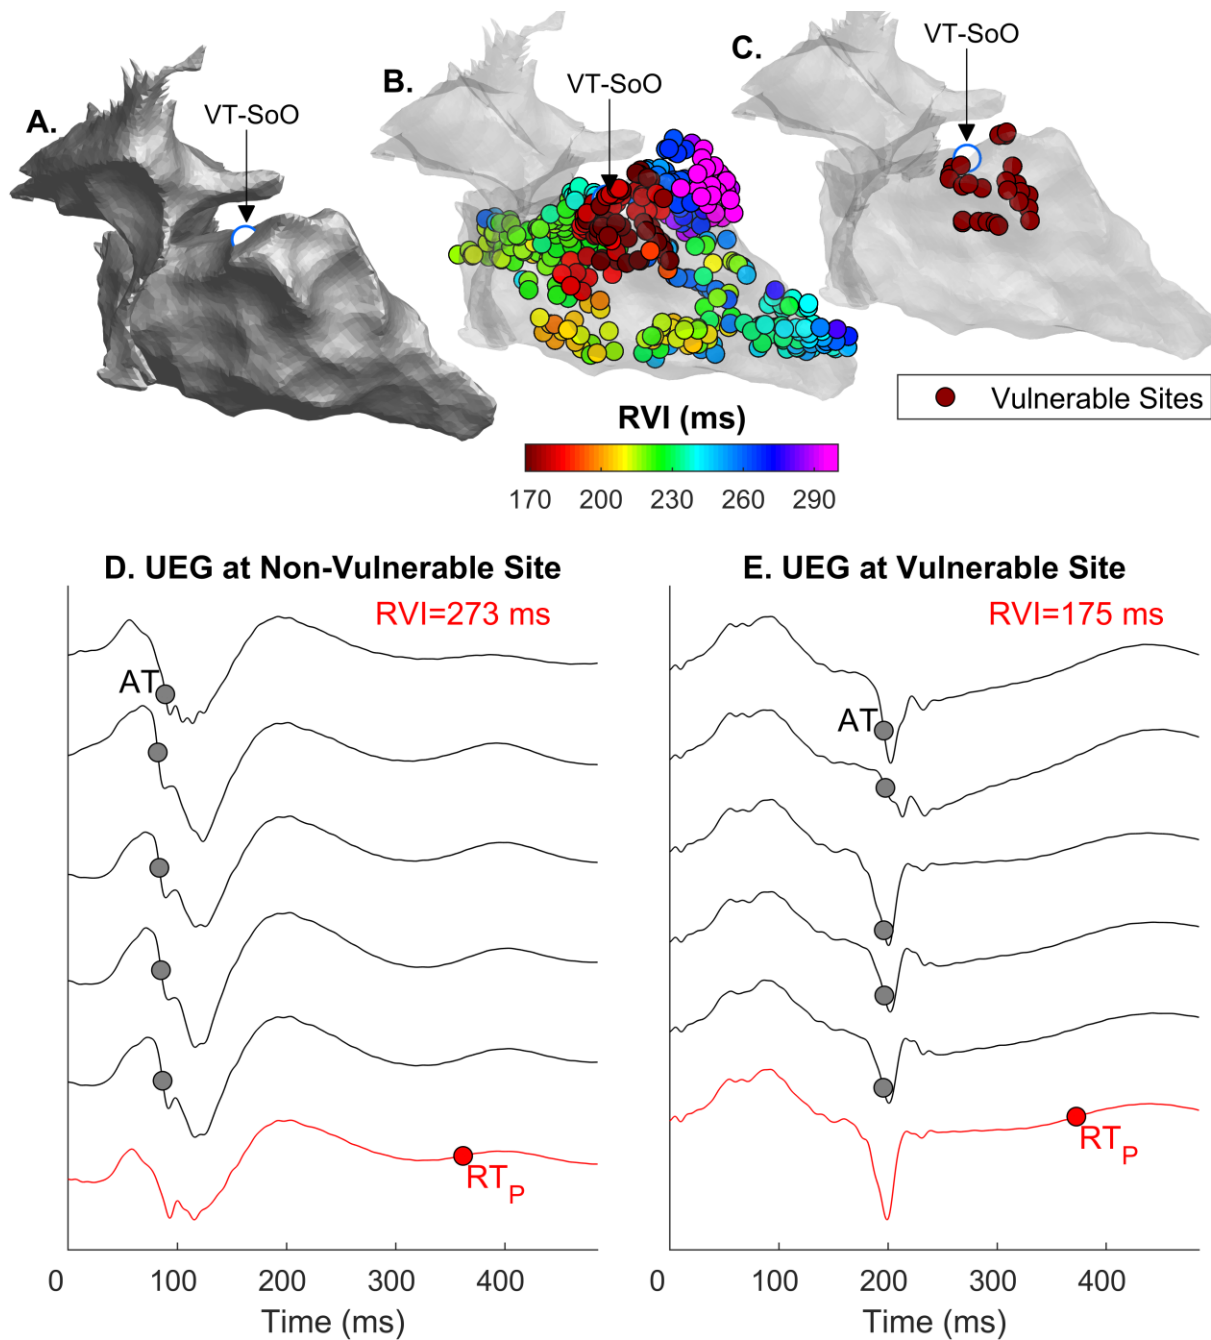 A.
VT-SoO
B.
VT-SoO
C.
VT-SoO
Vulnerable Sites
RVI (ms)
170 200 230 260 290
D. UEG at Non-Vulnerable Site
RVI=273 ms
AT
RTP
0 100 200 300 400
Time (ms)
E. UEG at Vulnerable Site
RVI=175 ms
AT
RTP
0 100 200 300 400
Time (ms)